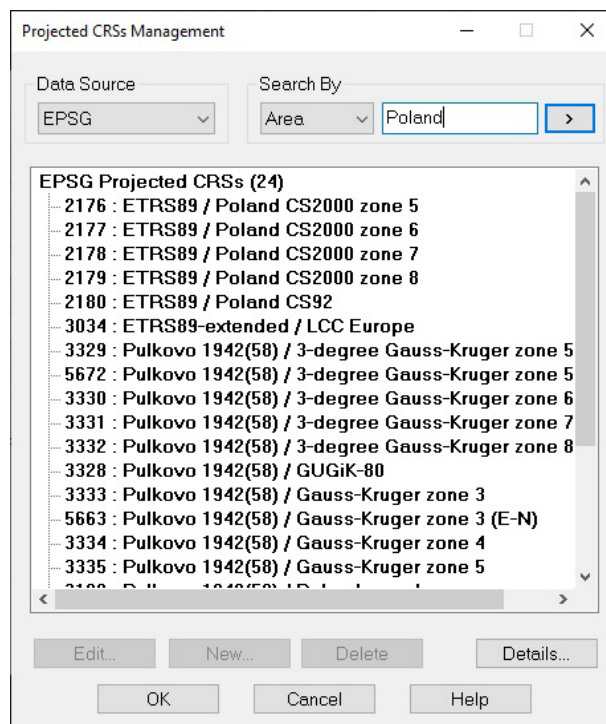 Projected CRSs Management
Data Source
Search By
EPSG
Area
Poland
>
EPSG Projected CRSs (24)
2176 : ETRS89 / Poland CS2000 zone 5
2177 : ETRS89 / Poland CS2000 zone 6
2178 : ETRS89 / Poland CS2000 zone 7
2179 : ETRS89 / Poland CS2000 zone 8
2180 : ETRS89 / Poland CS92
3034 : ETRS89-extended / LCC Europe
3329 : Pulkovo 1942(58) / 3-degree Gauss-Kruger zone 5
5672 : Pulkovo 1942(58) / 3-degree Gauss-Kruger zone 5
3330 : Pulkovo 1942(58) / 3-degree Gauss-Kruger zone 6
3331 : Pulkovo 1942(58) / 3-degree Gauss-Kruger zone 7
3332 : Pulkovo 1942(58) / 3-degree Gauss-Kruger zone 8
3328 : Pulkovo 1942(58) / GUGiK-80
3333 : Pulkovo 1942(58) / Gauss-Kruger zone 3
5663 : Pulkovo 1942(58) / Gauss-Kruger zone 3 (E-N)
3334 : Pulkovo 1942(58) / Gauss-Kruger zone 4
3335 : Pulkovo 1942(58) / Gauss-Kruger zone 5
Edit...
New...
Delete
Details...
OK
Cancel
Help